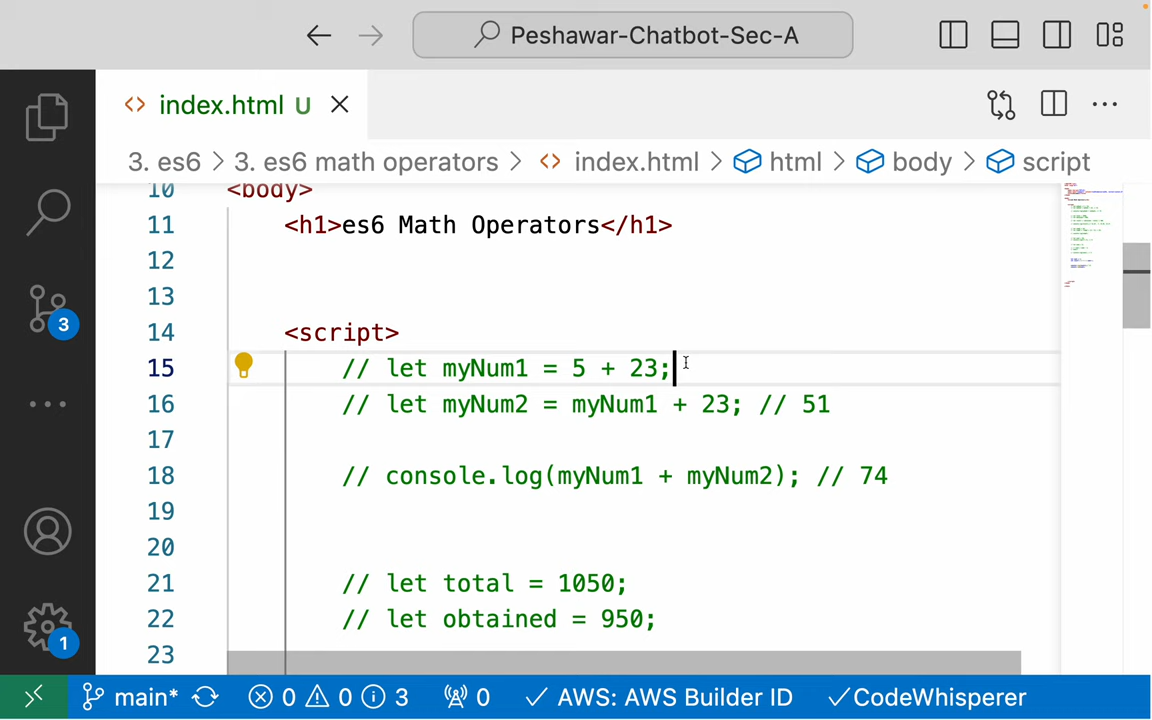 Peshawar-Chatbot-Sec-A
index.html U
3. es6 > 3. es6 math operators > index.html > html > body > script
10 <body>
11 <h1>es6 Math Operators</h1>
12
13
14 <script>
15 // let myNum1 = 5 + 23;
16 // let myNum2 = myNum1 + 23; // 51
17
18 // console.log(myNum1 + myNum2); // 74
19
20
21 // let total = 1050;
22 // let obtained = 950;
23
3
1
main* 0 0 3 0 AWS: AWS Builder ID CodeWhisperer